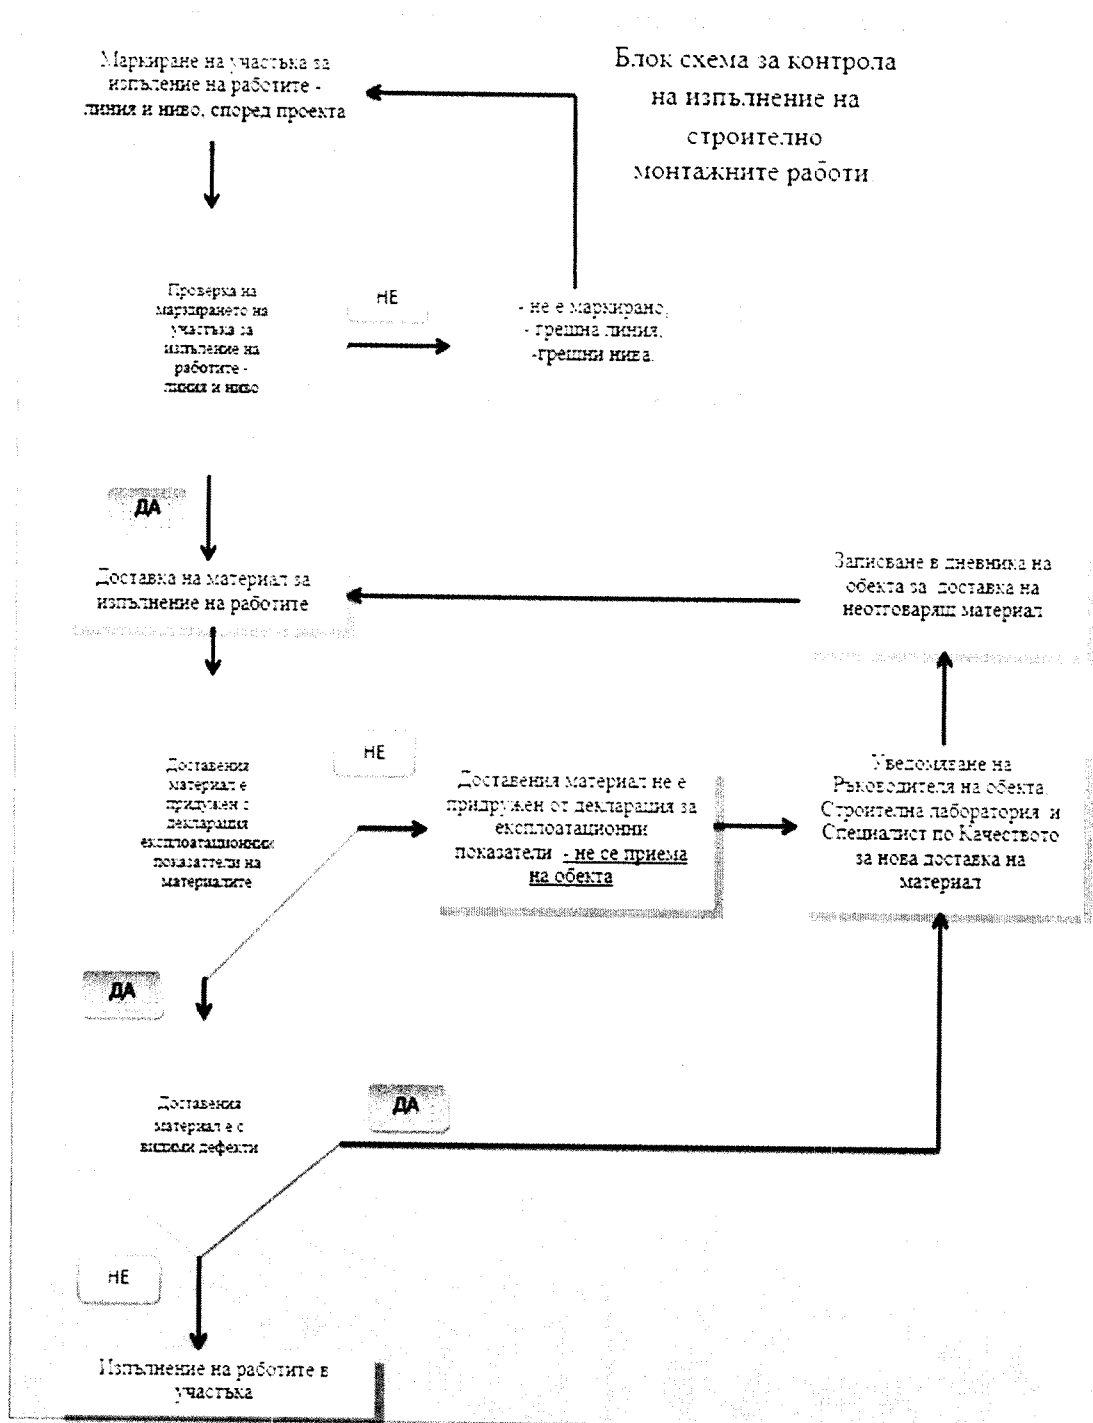 Блок схема за контрола
на изпълнение на
строително
монтажните работи.
Маркиране на участъка за
изпъление на работите -
линия и ниво, според проекта
Проверка на
маркирането на
участъка за
изпъление на
работите -
линия и ниво
НЕ
- не е маркирано,
- грешна линия,
-грешни нива.
ДА
Доставка на материал за
изпълнение на работите
Записване в дневника на
обекта за доставка на
неотговарящ материал
Доставения
материал е
придужен с
декларация
експлоатационнии
показаттели на
материалите
НЕ
Доставения материал не е
придружен от декларация за
експлоатационни
показатели - не се приема
на обекта
Уведомяване на
Ръководителя на обекта,
Строителна лаборатория и
Специалист по Качеството
за нова доставка на
материал
ДА
Доставения
материал е с
видими дефекти
ДА
НЕ
Изпълнение на работите в
участъка